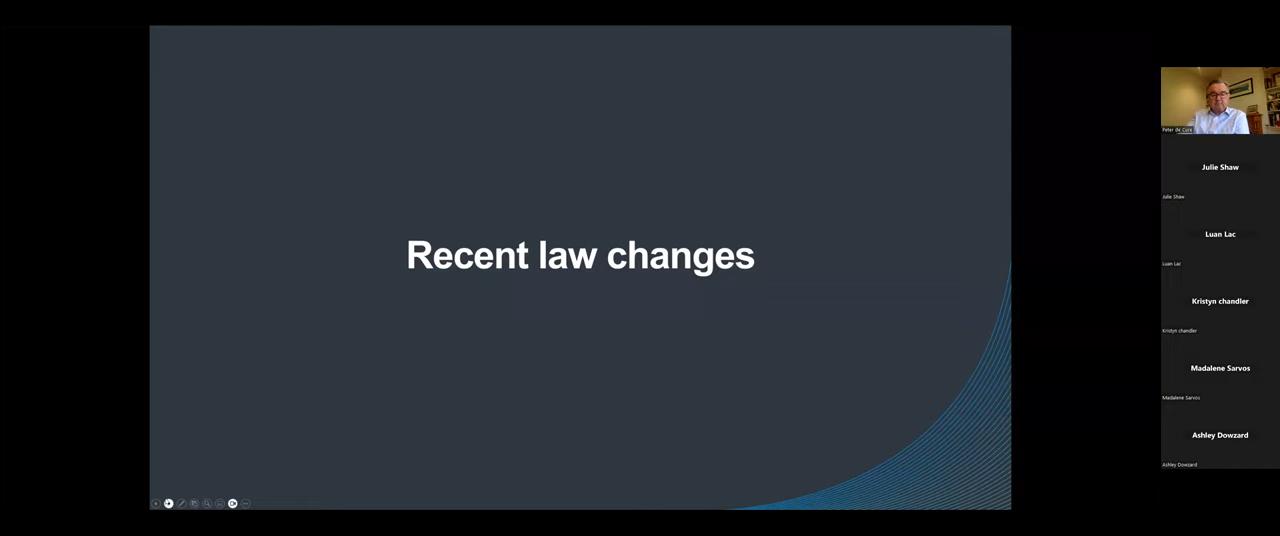 Recent law changes
Peter de Cure
Julie Shaw
Julie Shaw
Luan Lac
Luan Lac
Kristyn chandler
Kristyn chandler
Madalene Sarvos
Madalene Sarvos
Ashley Dowzard
Ashley Dowzard